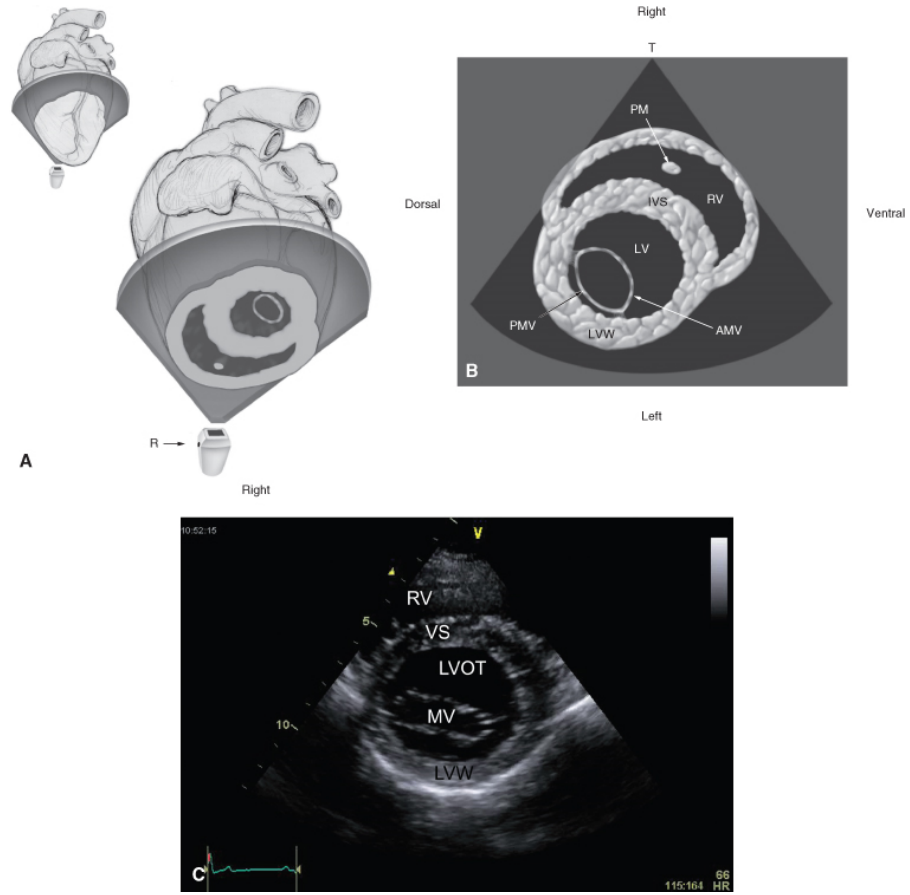 R
A
Right
T
PM
RV
IVS
Dorsal
Ventral
LV
PMV
AMV
LVW
B
Left
Right
10:52:15
V
RV
5
VS
LVOT
MV
10
LVW
C
66
115:164 HR